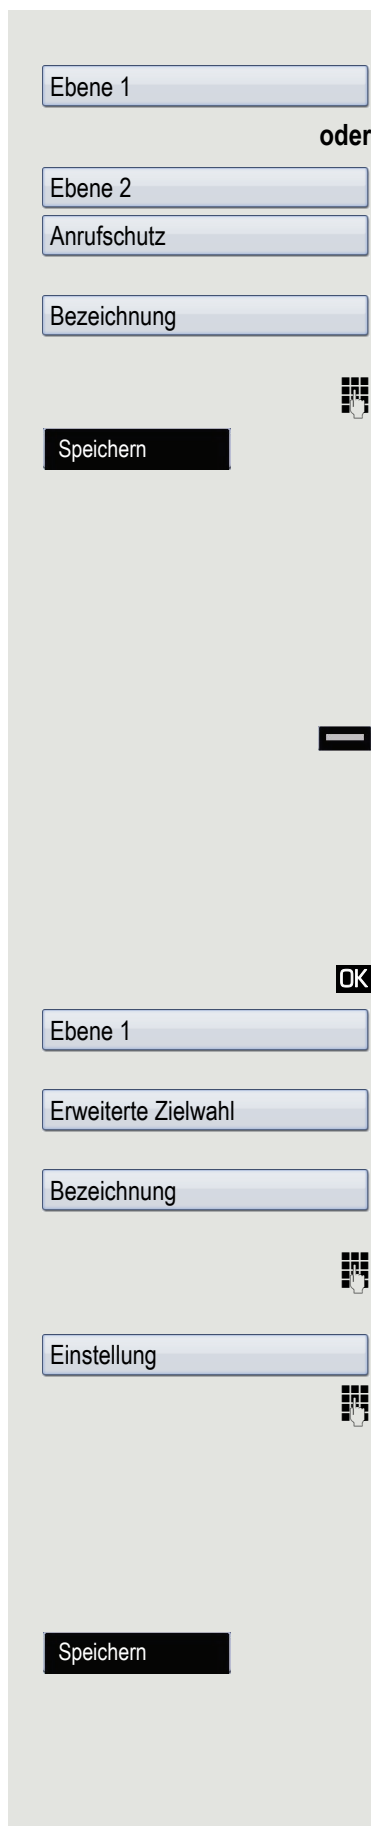 Ebene 1
oder
Ebene 2
Anrufschutz
Bezeichnung
Speichern
OK
Ebene 1
Erweiterte Zielwahl
Bezeichnung
Einstellung
Speichern